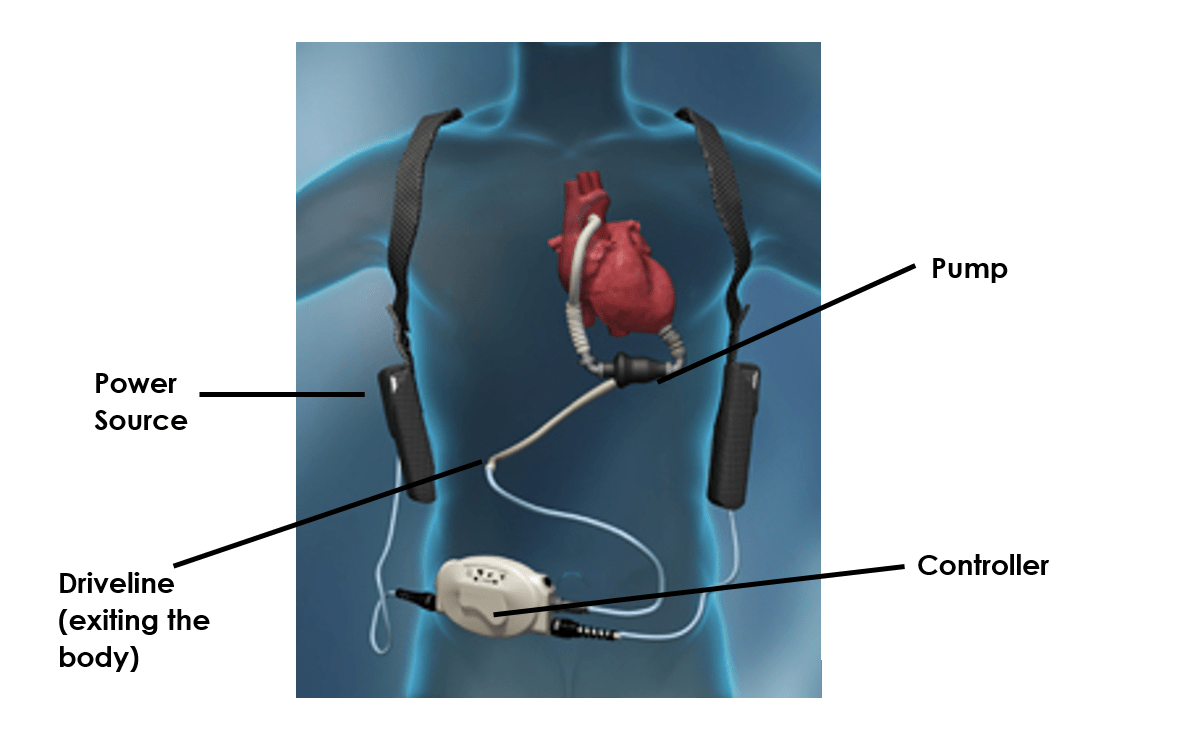 Pump
Power
Source
Driveline
(exiting the
body)
Controller